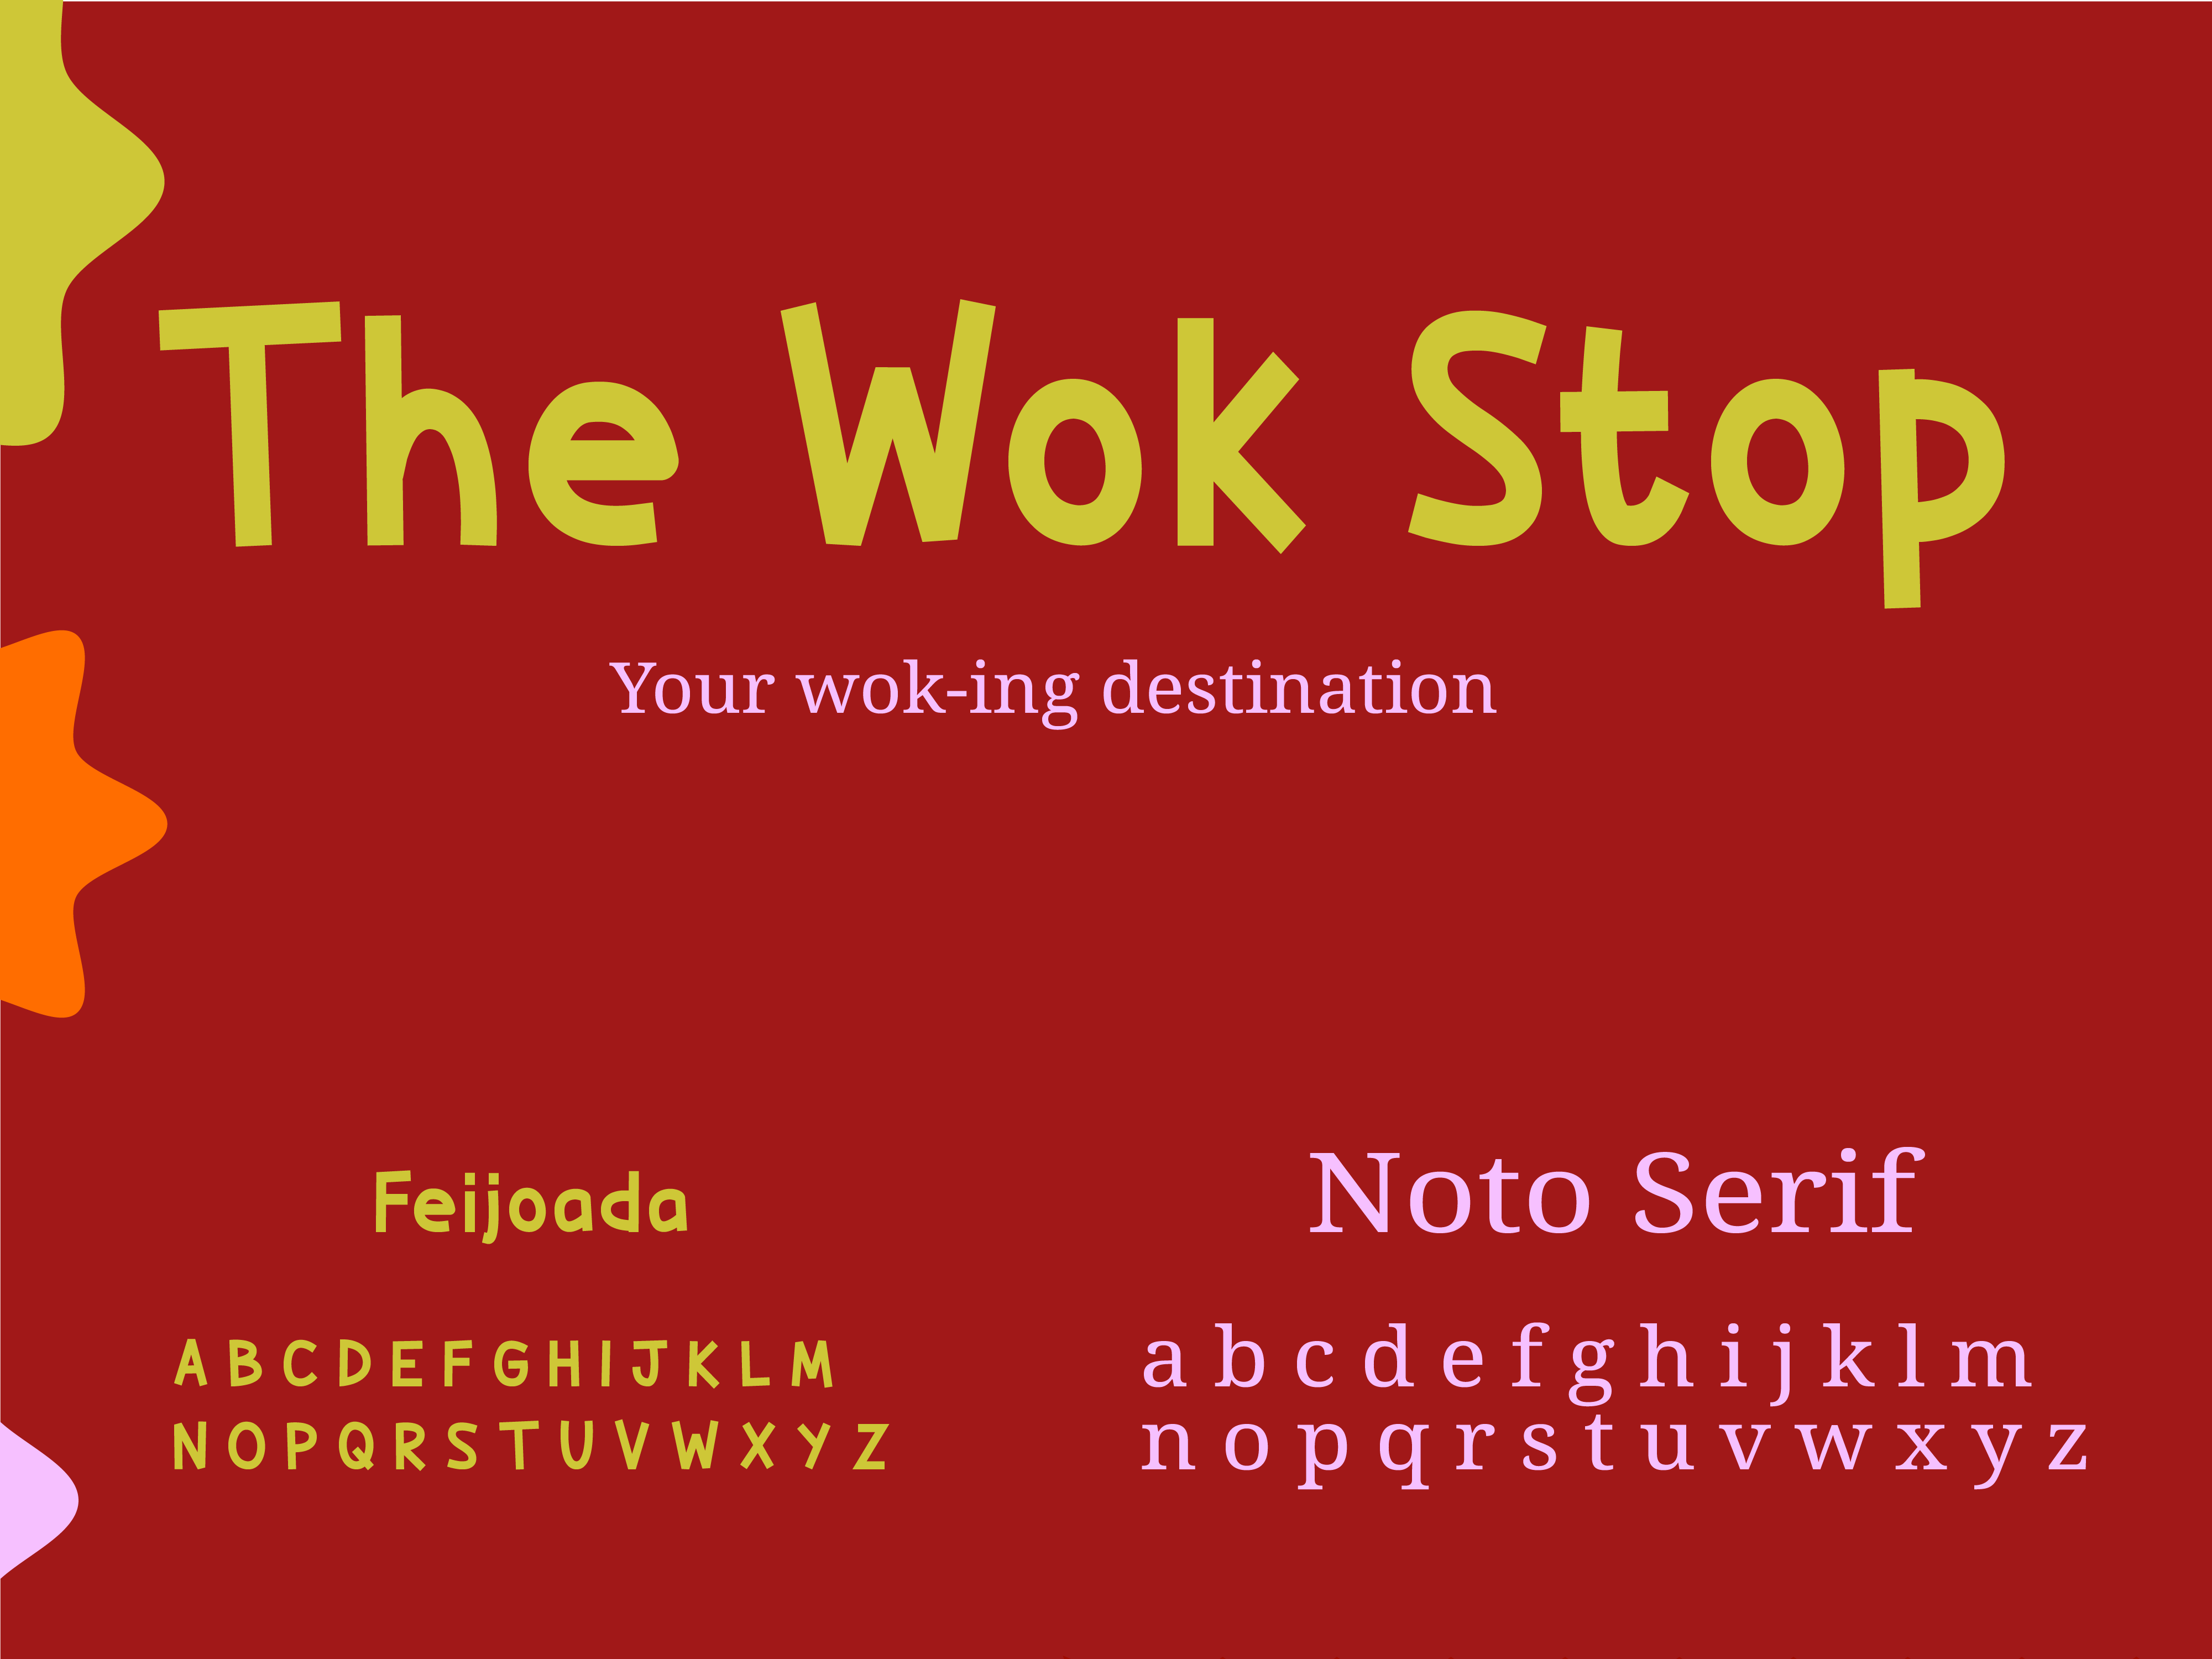 The Wok Stop
Your wok-ing destination
Feijoada
A B C D E F G H I J K L M
N O P Q R S T U V W X Y Z
Noto Serif
a b c d e f g h i j k l m
n o p q r s t u v w x y z